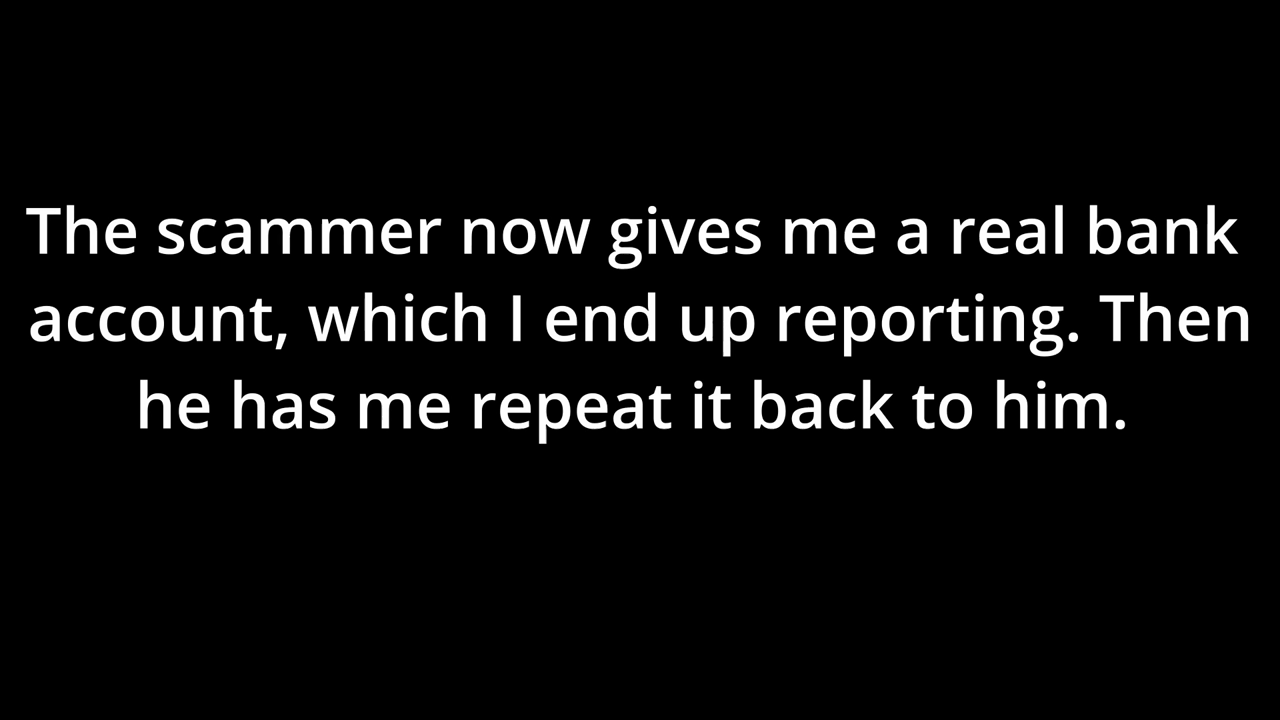 The scammer now gives me a real bank
account, which I end up reporting. Then
he has me repeat it back to him.